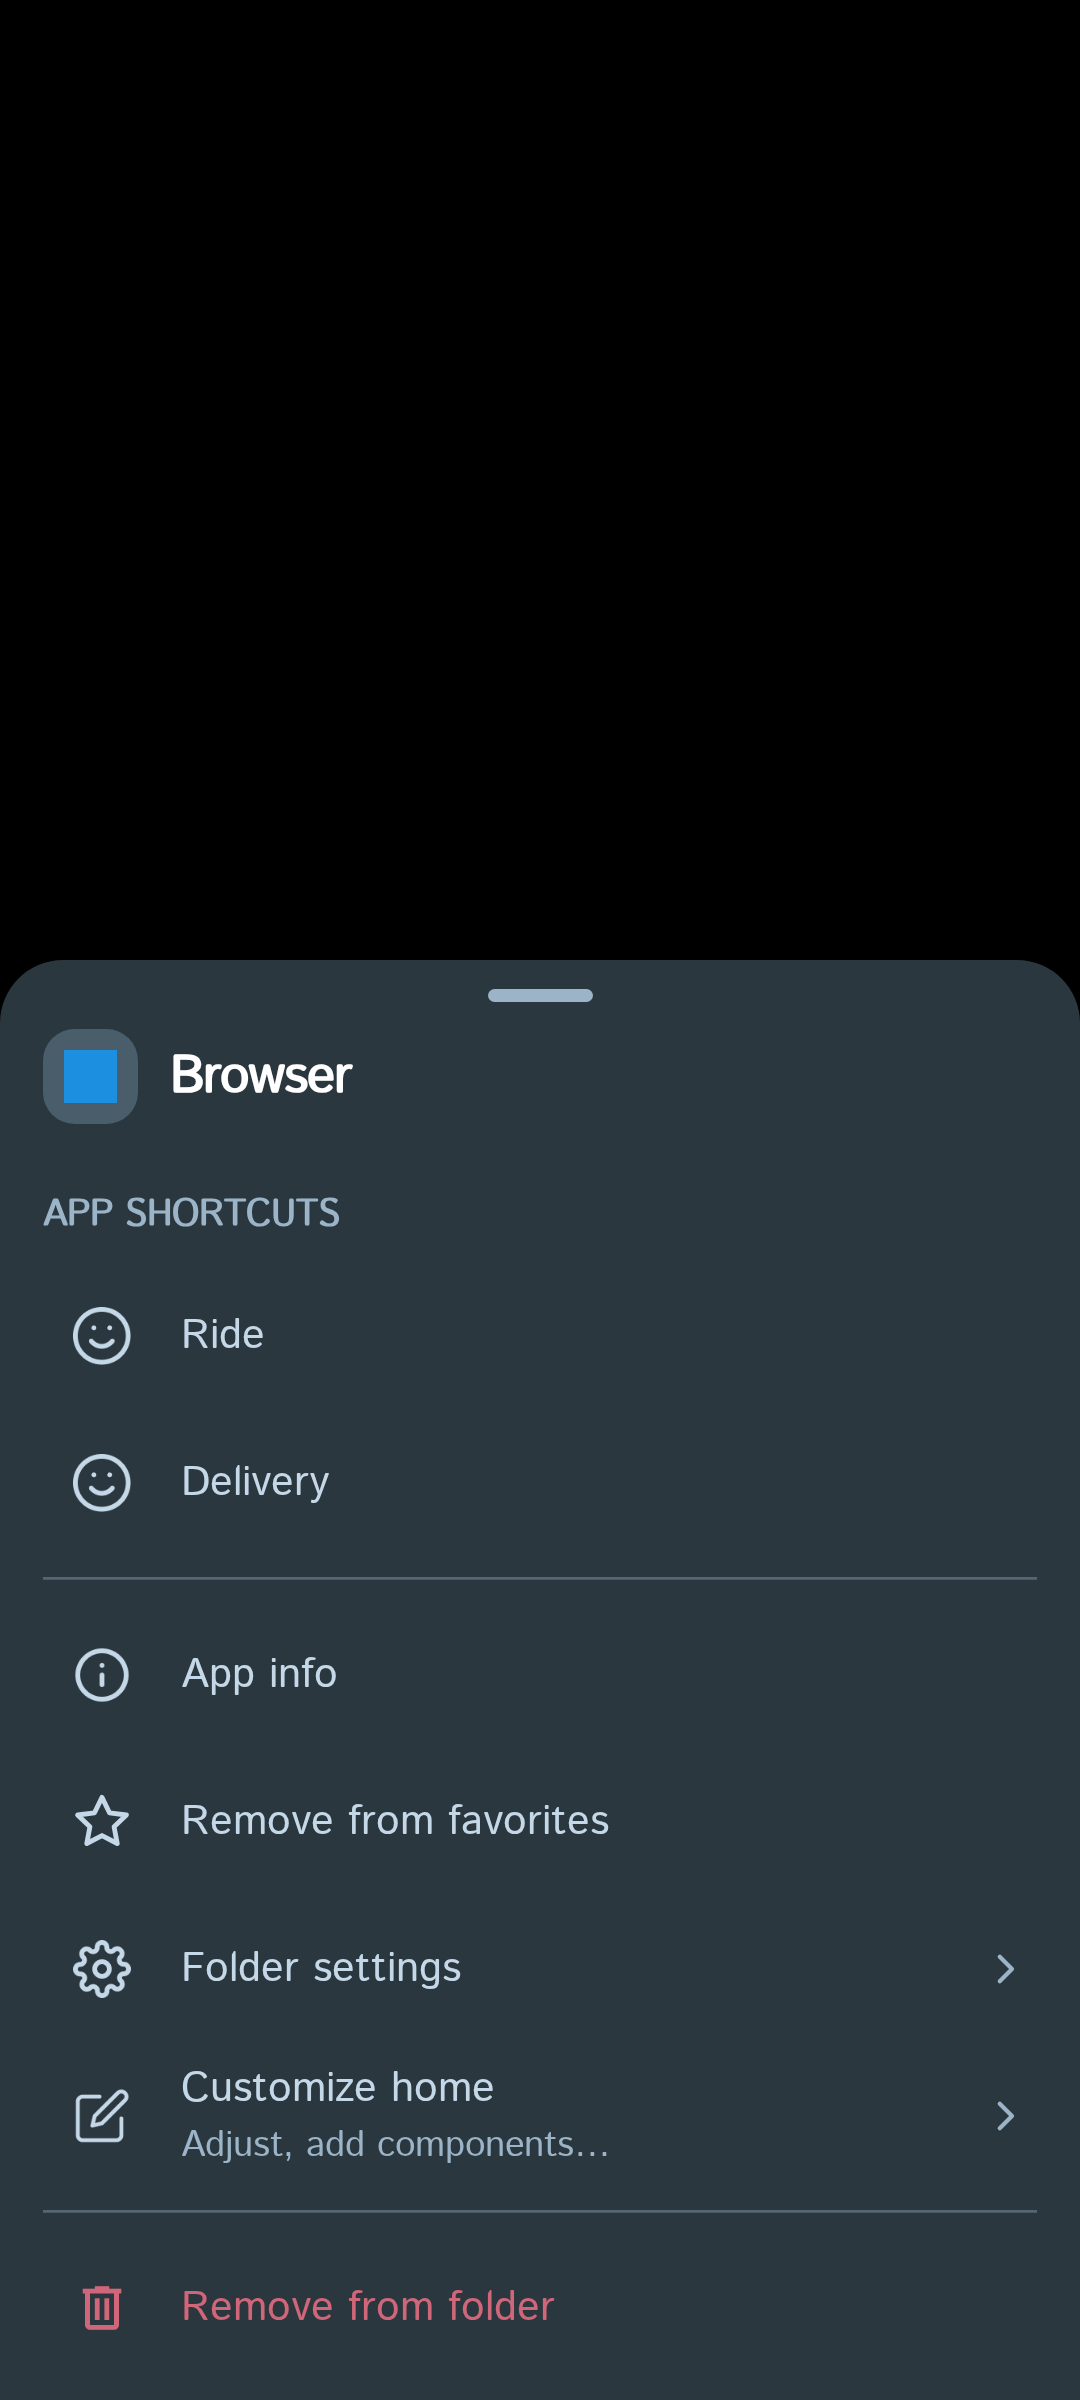 Browser
APP SHORTCUTS
Ride
Delivery
App info
Remove from favorites
Folder settings
Customize home
Adjust, add components...
Remove from folder